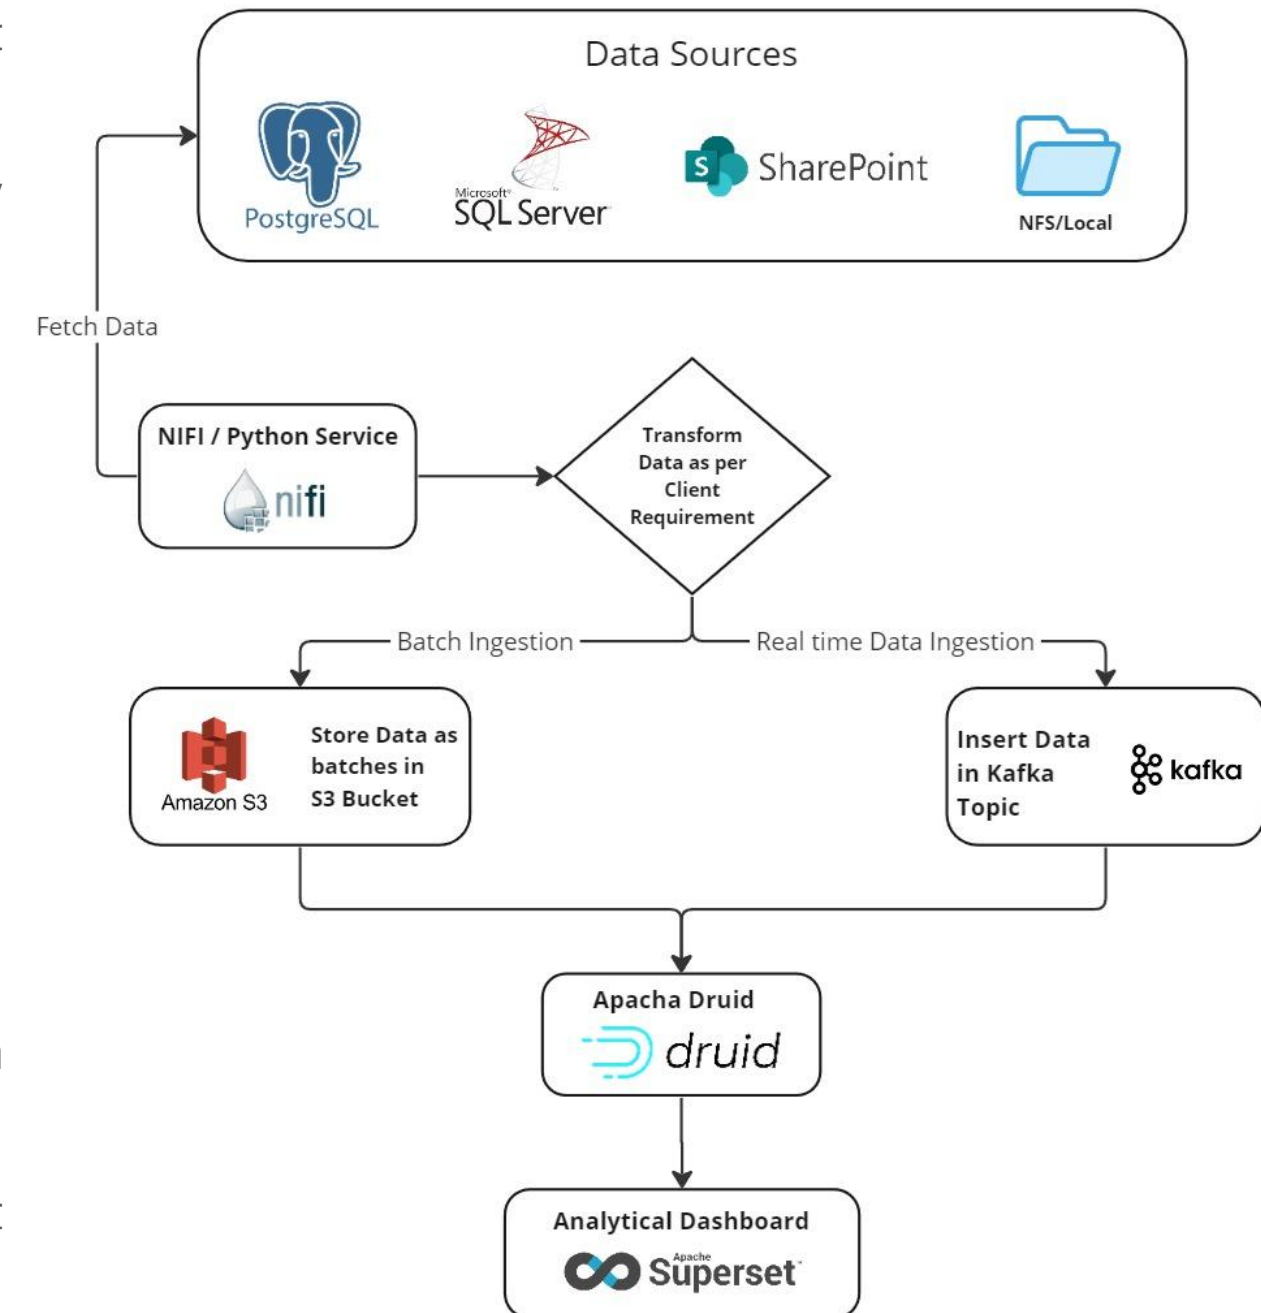 Data Sources
PostgreSQL
Microsoft®
SQL Server
S
SharePoint
NFS/Local
Fetch Data
NIFI / Python Service
nifi
Transform
Data as per
Client
Requirement
Batch Ingestion
Real time Data Ingestion
Amazon S3
Store Data as
batches in
S3 Bucket
Insert Data
in Kafka
Topic
kafka
Apacha Druid
druid
Analytical Dashboard
Apache
Superset